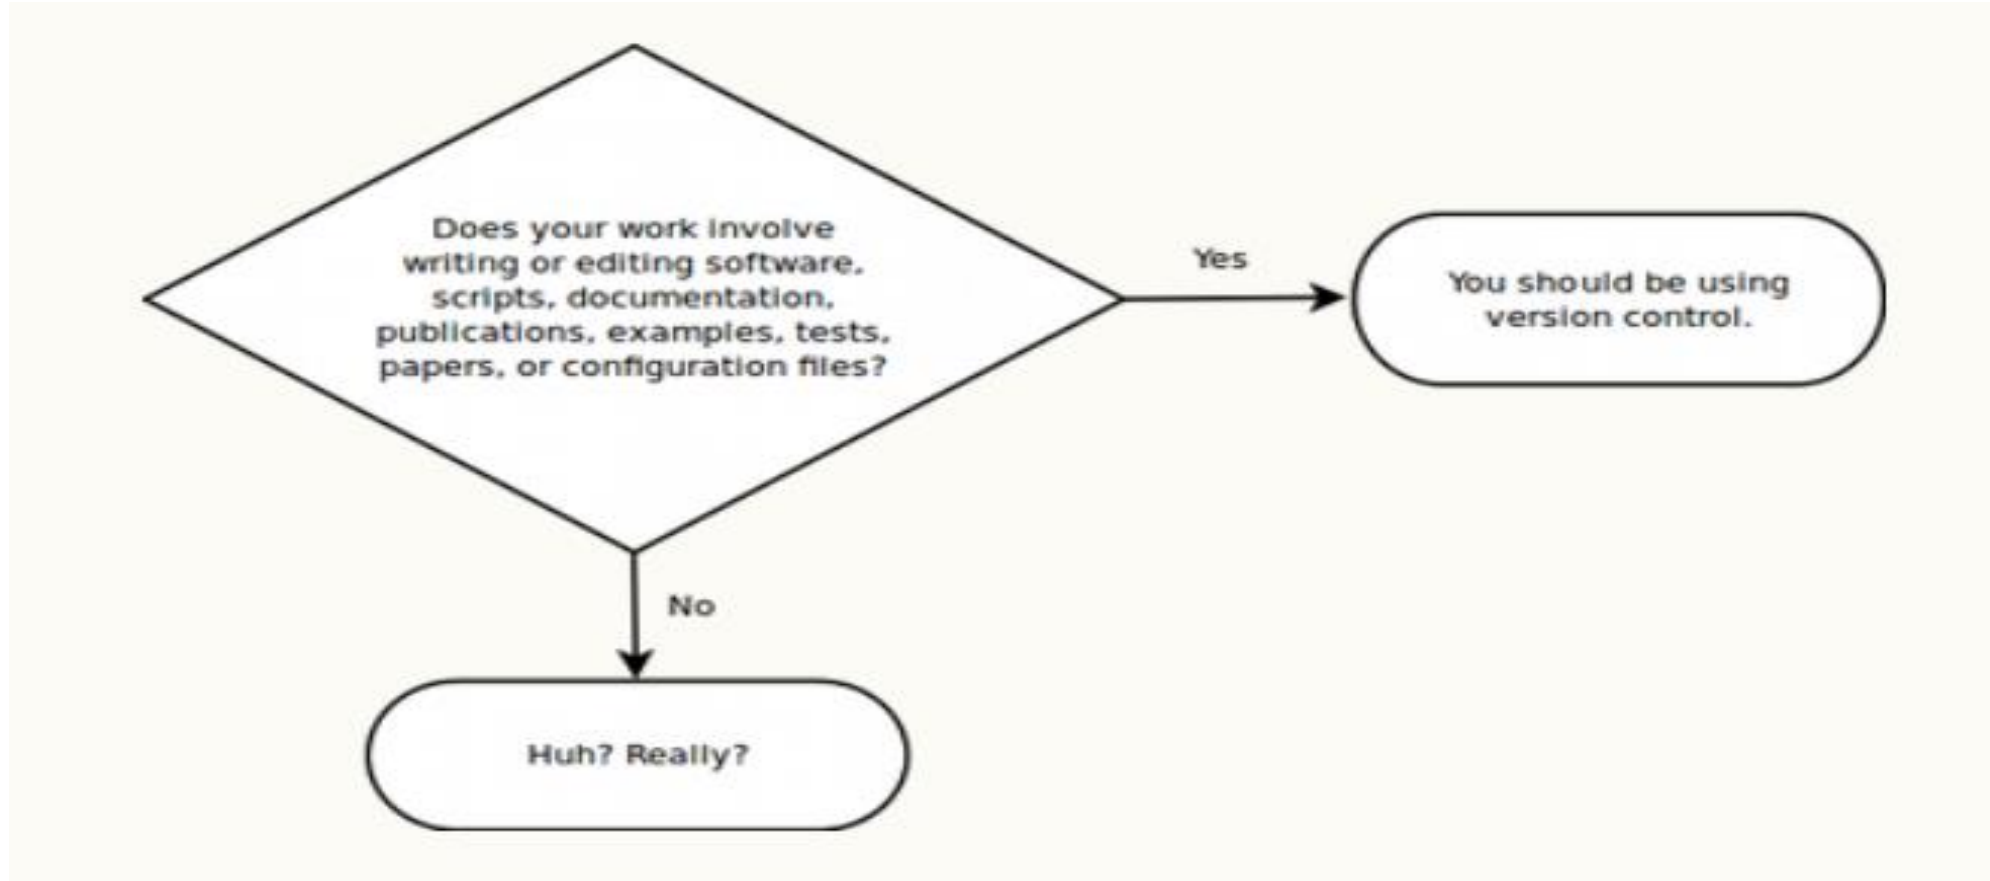 Does your work involve
writing or editing software,
scripts, documentation,
publications, examples, tests,
papers, or configuration files?
Yes
You should be using
version control.
No
Huh? Really?